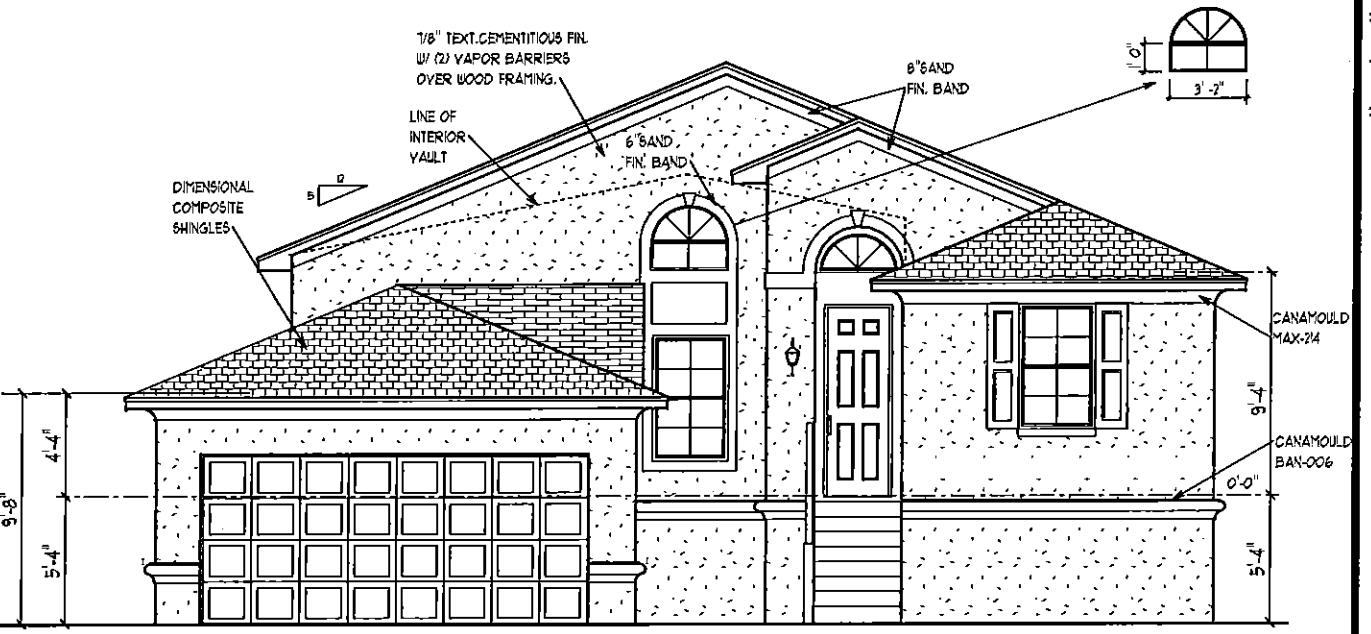 7/8" TEXT.CEMENTITIOUS FIN.
W/ (2) VAPOR BARRIERS
OVER WOOD FRAMING.
LINE OF
INTERIOR
VAULT
6"SAND
FIN. BAND
8"SAND
FIN. BAND
1'0"
3'-2"
12
5
DIMENSIONAL
COMPOSITE
SHINGLES
CANAMOULD
MAX-214
9'-4"
CANAMOULD
BAN-006
0'-0"
5'-4"
4'-4"
9'-8"
5'-4"